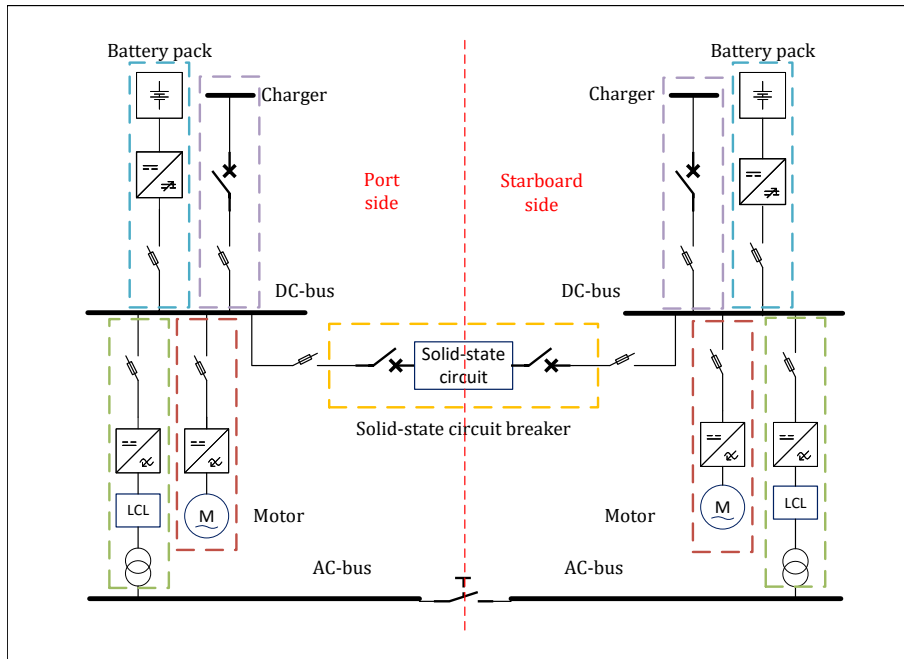 Battery pack
Battery pack
Charger
Charger
Port
side
Starboard
side
DC-bus
DC-bus
Solid-state
circuit
Solid-state circuit breaker
LCL
M
Motor
Motor
M
LCL
AC-bus
AC-bus